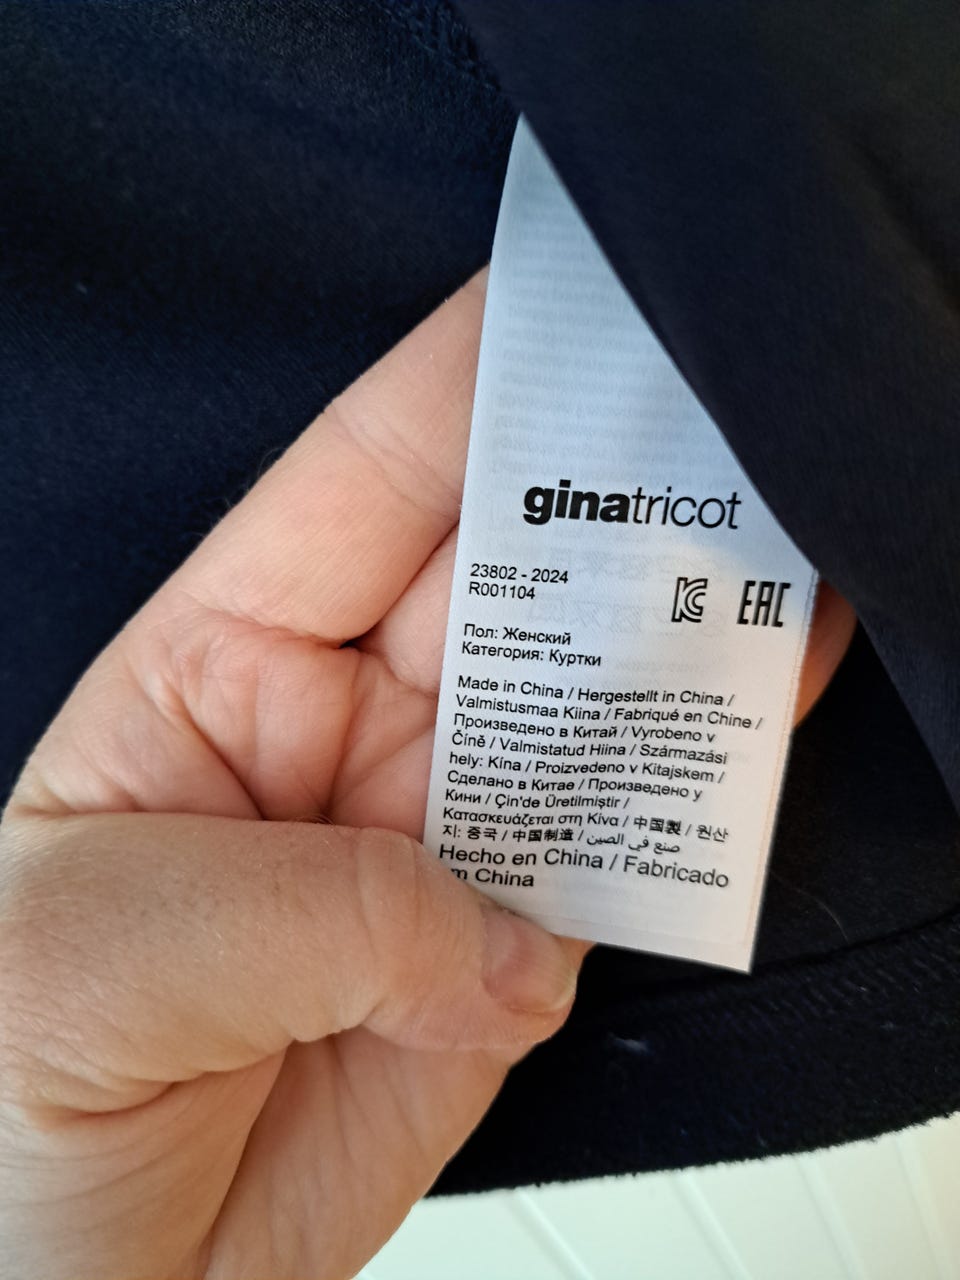 ginatricot
23802 - 2024
R001104
EAC
Пол: Женский
Категория: Куртки
Made in China / Hergestellt in China /
Valmistusmaa Kiina / Fabriqué en Chine /
Произведено в Китай / Vyrobeno v
Číně / Valmistatud Hiina / Származási
hely: Kína / Proizvedeno v Kitajskem /
Сделано в Китае / Произведено у
Кини / Çin'de Üretilmiştir /
Κατασκευάζεται στη Κίνα / 中国製 / 원산
지: 중국 / 中国制造 / صنع في الصين
Hecho en China / Fabricado
em China